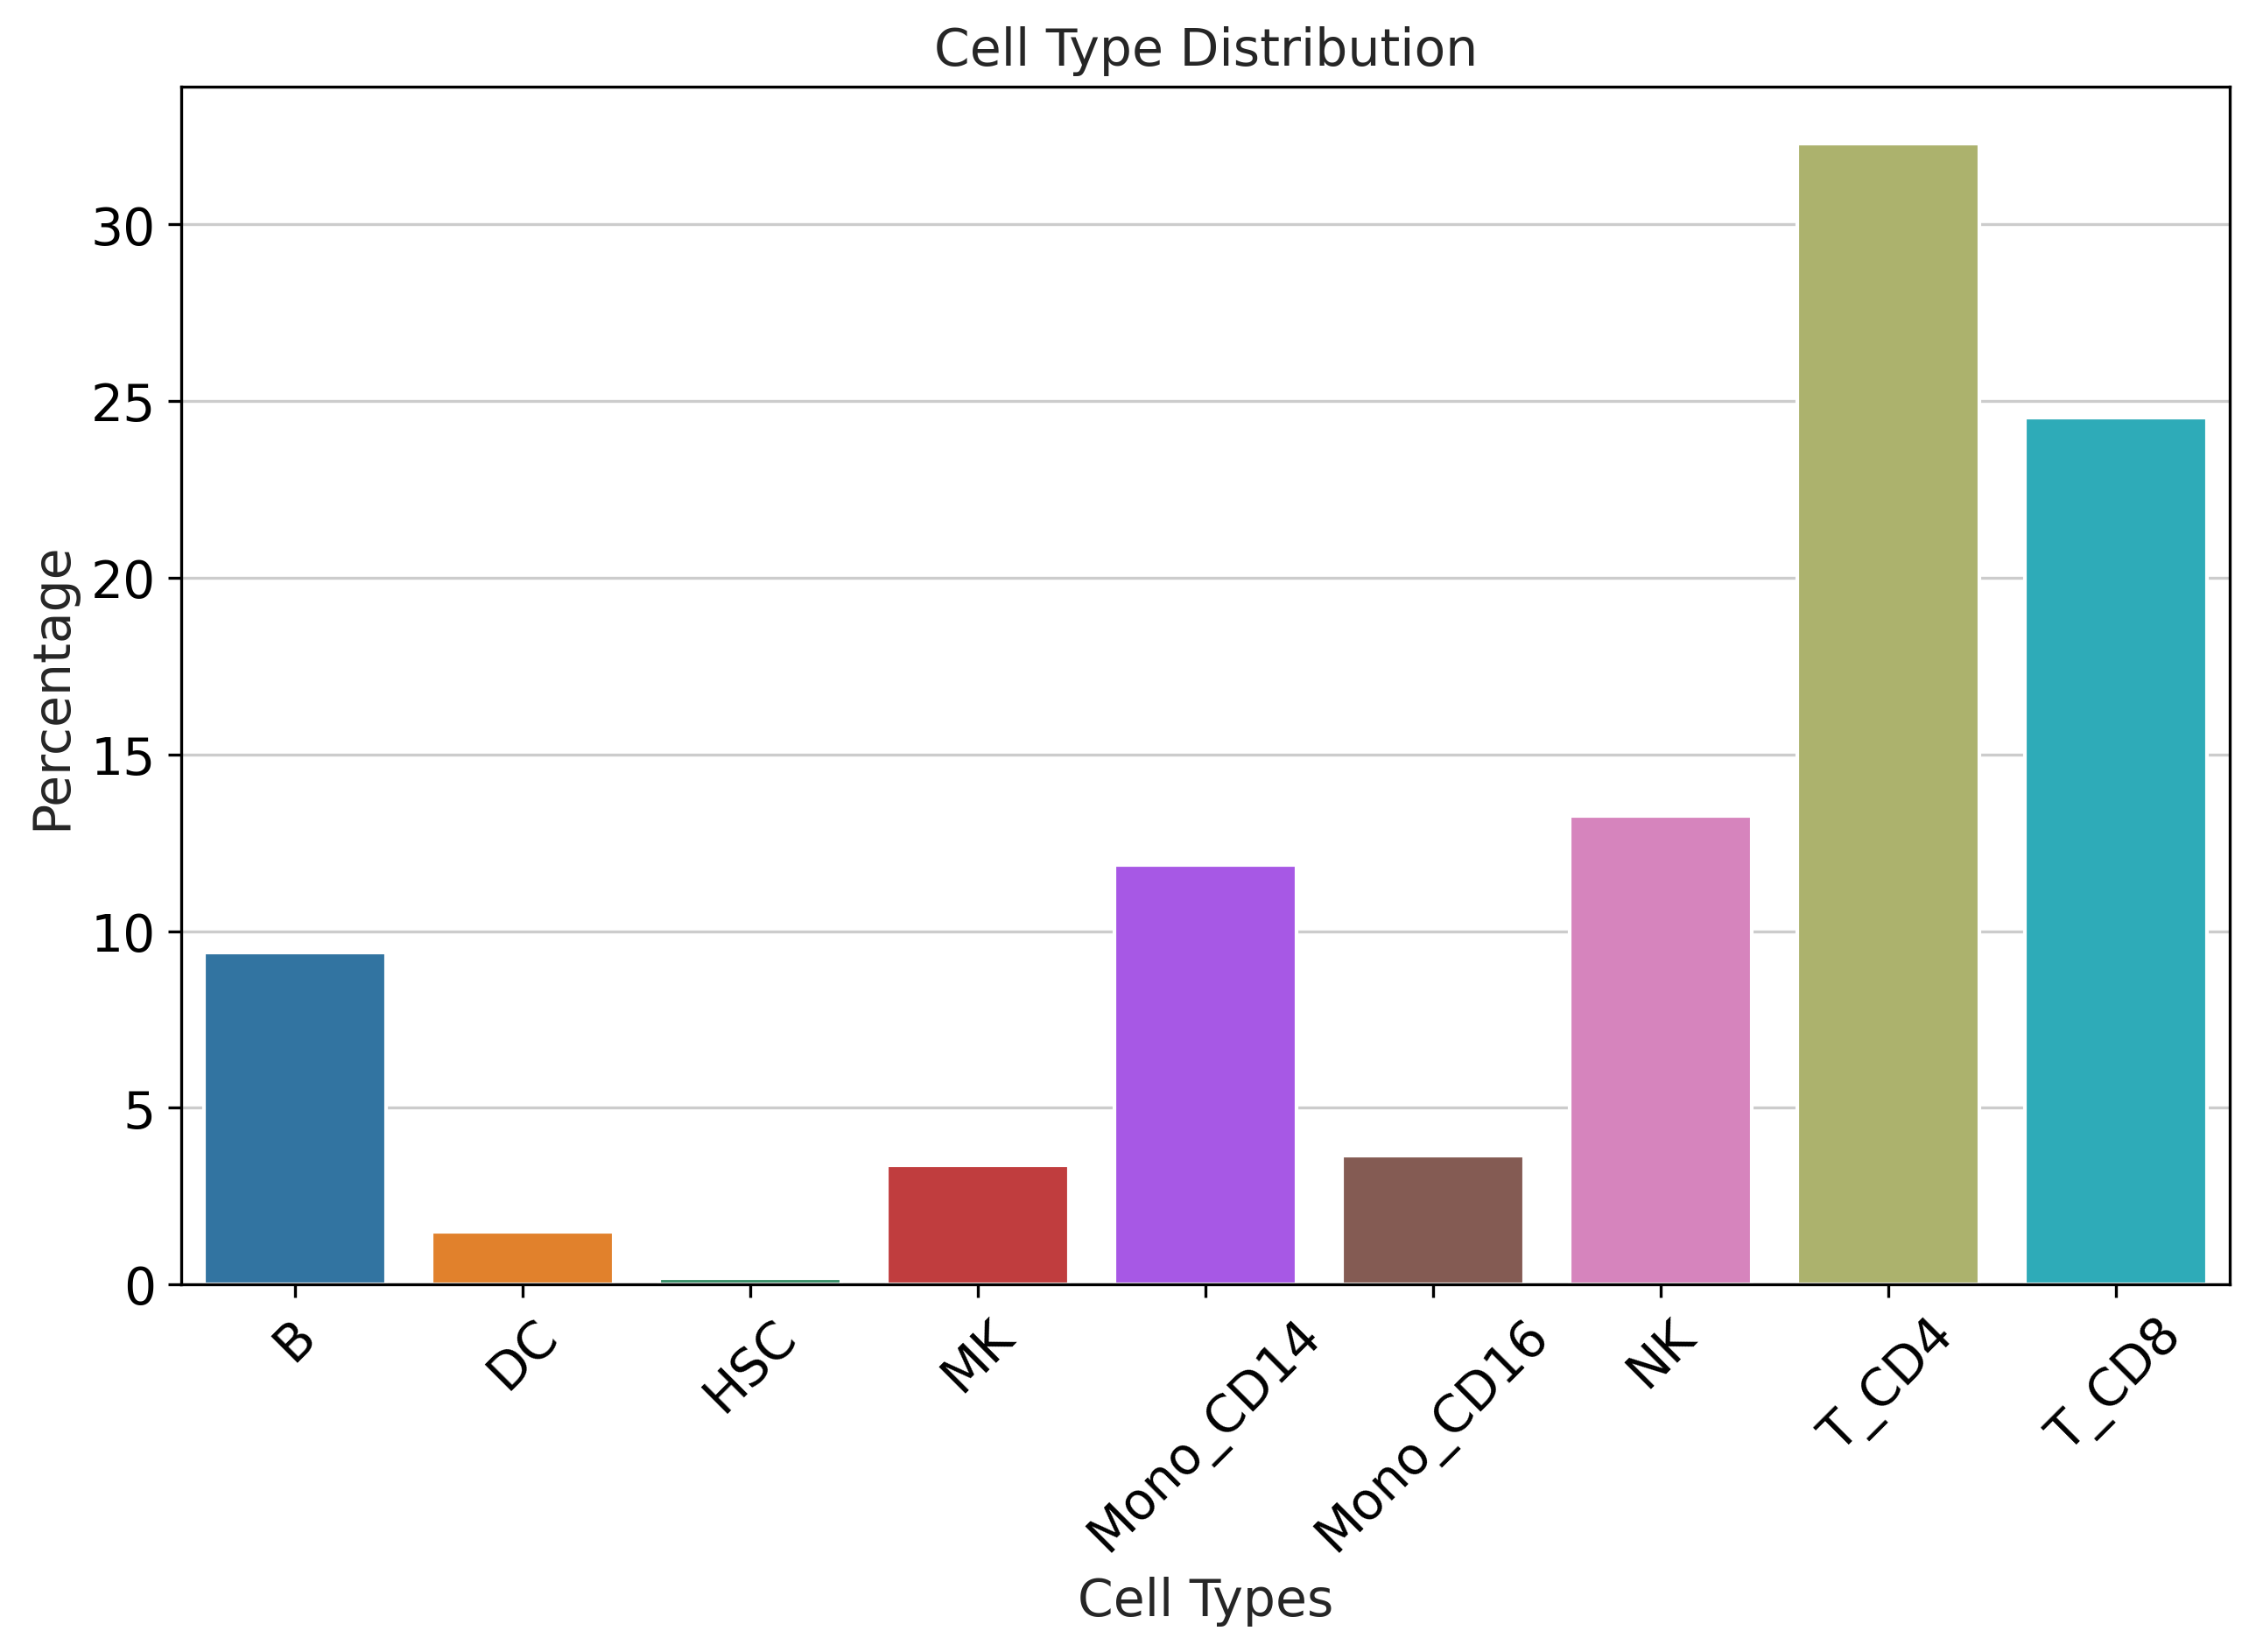 Cell Type Distribution
Percentage
30
25
20
15
10
5
0
B
DC
HSC
MK
Mono_CD14
Mono_CD16
NK
T_CD4
T_CD8
Cell Types